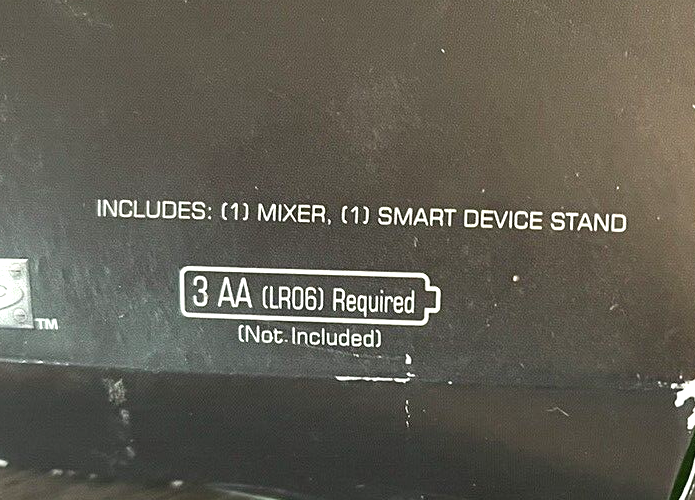 INCLUDES: (1) MIXER, (1) SMART DEVICE STAND
3 AA (LR06) Required
(Not Included)
TM